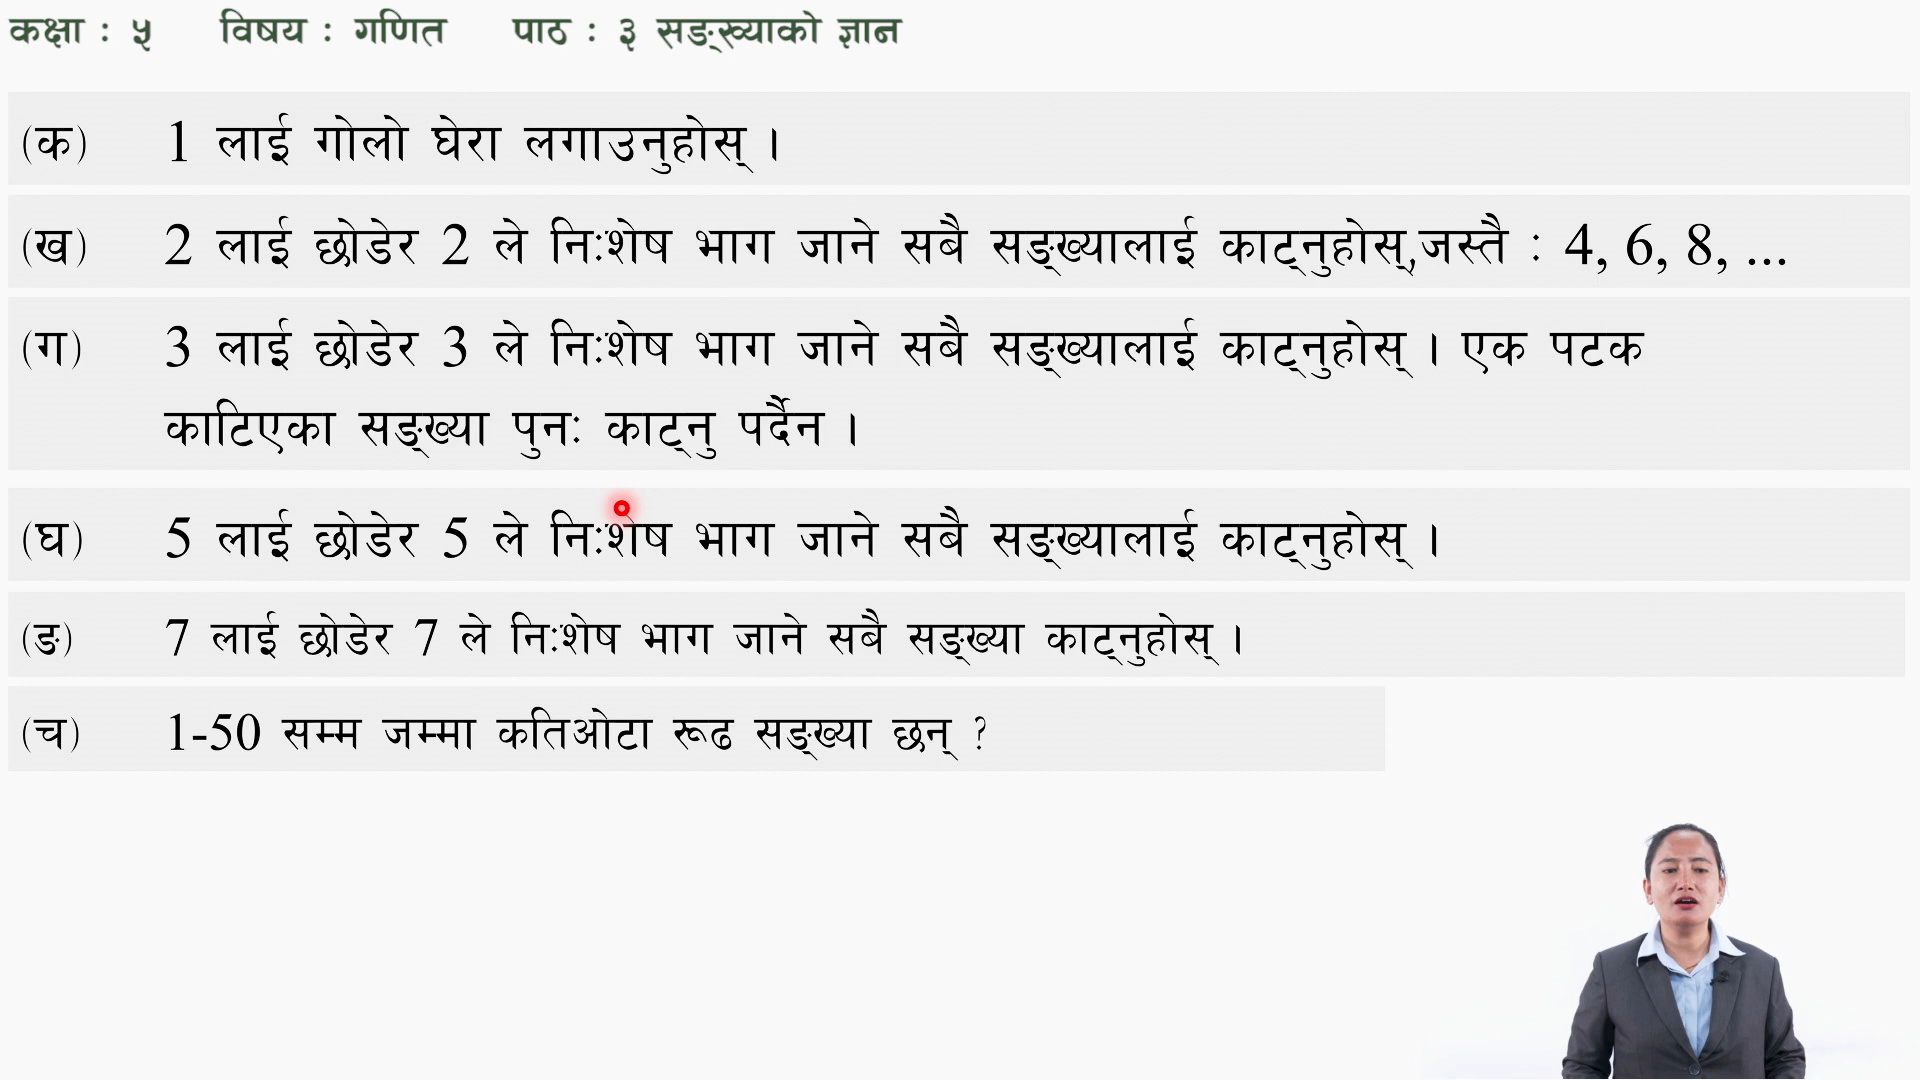 कक्षा : ५ विषय : गणित पाठ : ३ सङ्ख्याको ज्ञान
(क) 1 लाई गोलो घेरा लगाउनुहोस् ।
(ख) 2 लाई छोडेर 2 ले निःशेष भाग जाने सबै सङ्ख्यालाई काट्नुहोस्,जस्तै : 4, 6, 8, ...
(ग) 3 लाई छोडेर 3 ले निःशेष भाग जाने सबै सङ्ख्यालाई काट्नुहोस् । एक पटक
काटिएका सङ्ख्या पुनः काट्नु पर्दैन ।
(घ) 5 लाई छोडेर 5 ले निःशेष भाग जाने सबै सङ्ख्यालाई काट्नुहोस् ।
(ङ) 7 लाई छोडेर 7 ले निःशेष भाग जाने सबै सङ्ख्या काट्नुहोस् ।
(च) 1-50 सम्म जम्मा कतिओटा रूढ सङ्ख्या छन् ?